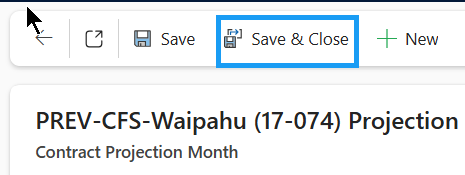 Save Save & Close New
PREV-CFS-Waipahu (17-074) Projection
Contract Projection Month